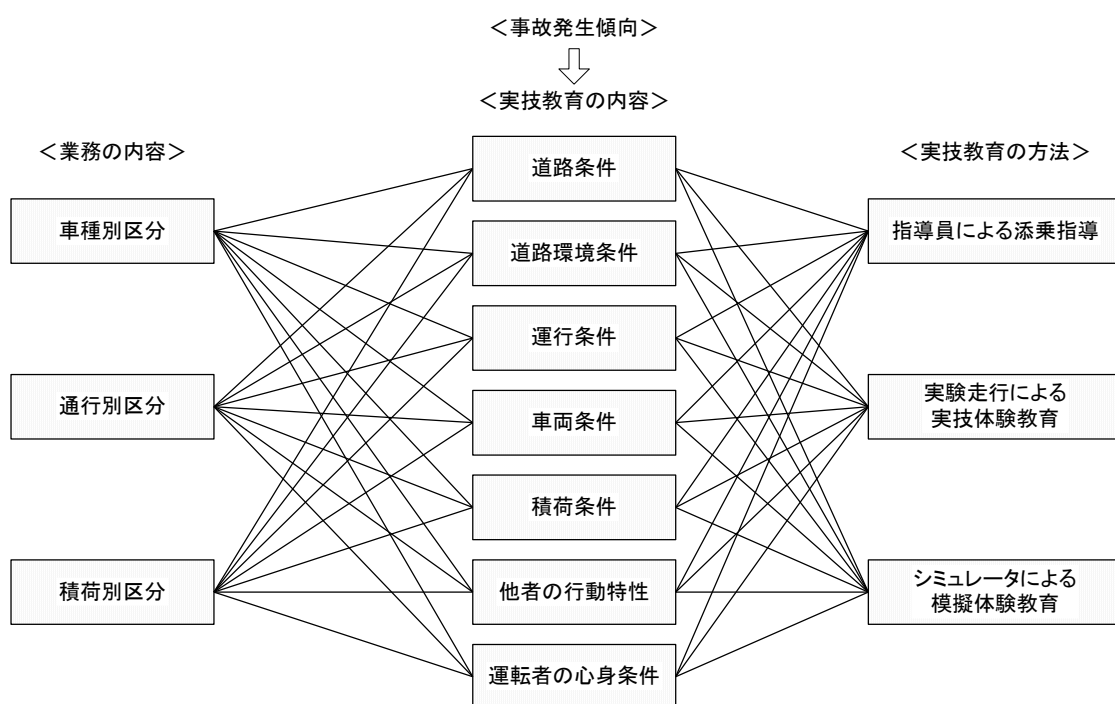 ＜事故発生傾向＞
＜実技教育の内容＞
＜業務の内容＞
車種別区分
通行別区分
積荷別区分
道路条件
道路環境条件
運行条件
車両条件
積荷条件
他者の行動特性
運転者の心身条件
＜実技教育の方法＞
指導員による添乗指導
実験走行による
実技体験教育
シミュレータによる
模擬体験教育